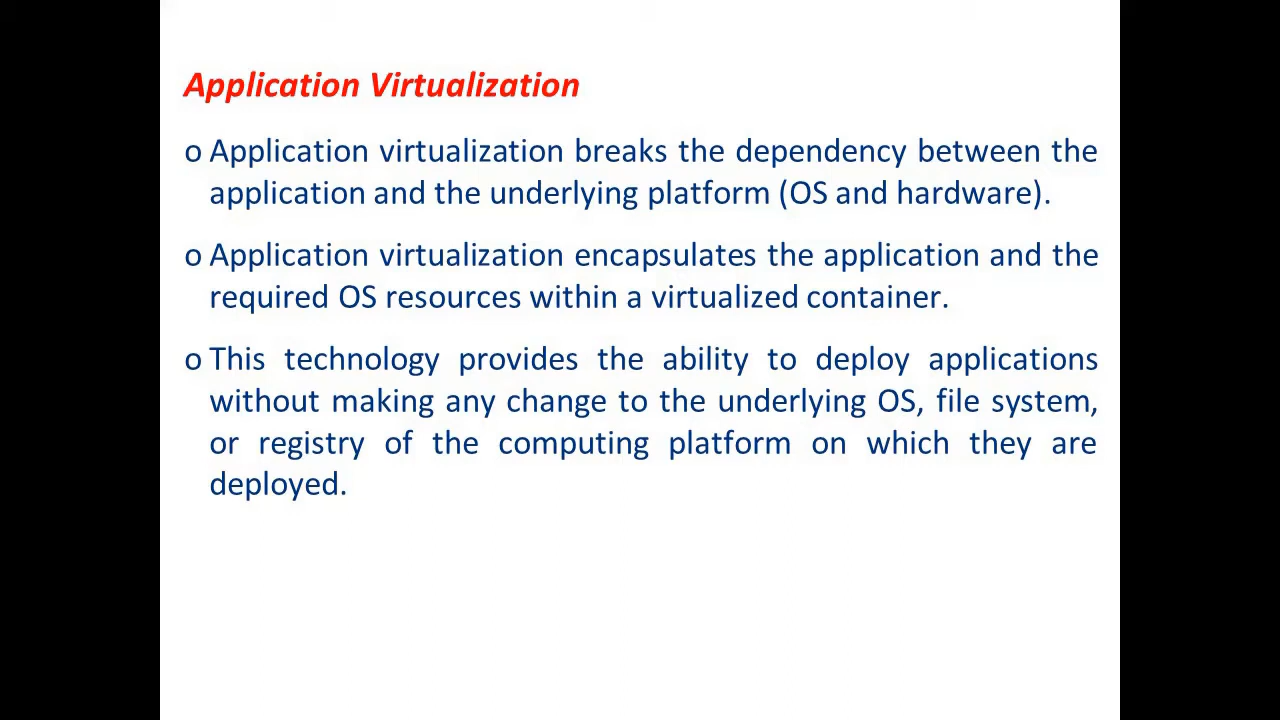 Application Virtualization
o Application virtualization breaks the dependency between the
application and the underlying platform (OS and hardware).
o Application virtualization encapsulates the application and the
required OS resources within a virtualized container.
o This technology provides the ability to deploy applications
without making any change to the underlying OS, file system,
or registry of the computing platform on which they are
deployed.